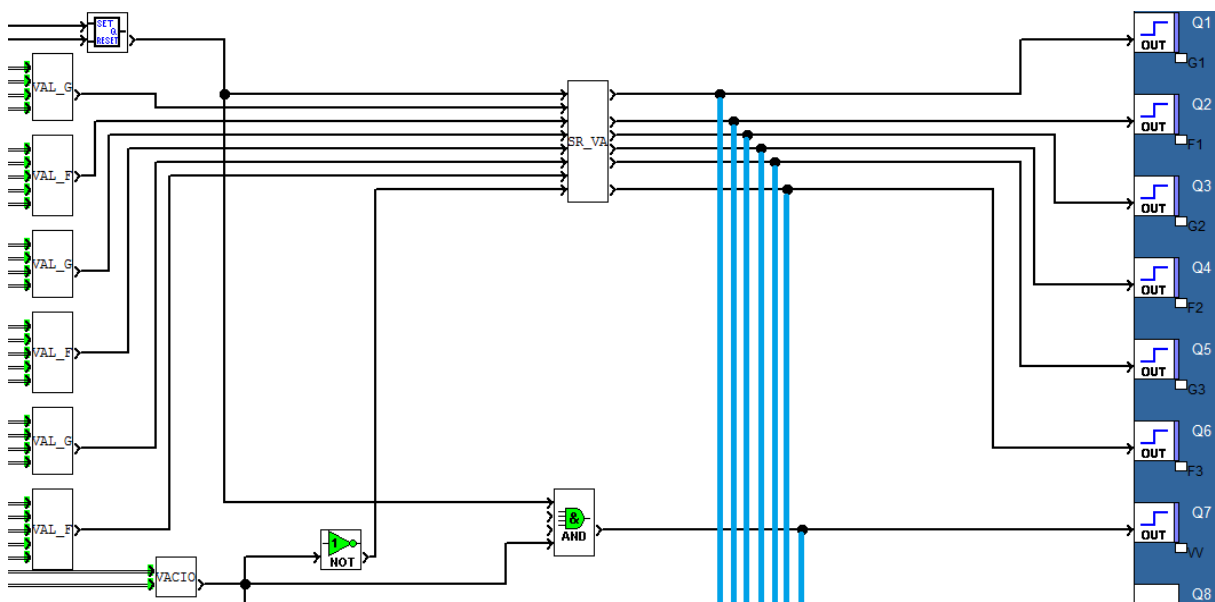 SET
Q
RESET
Q1
OUT
G1
VAL_G
SR_VA
Q2
OUT
F1
VAL_F
Q3
OUT
G2
VAL_G
Q4
OUT
F2
VAL_F
Q5
OUT
G3
VAL_G
Q6
OUT
F3
VAL_F
&
AND
Q7
OUT
VV
1
NOT
VACIO
Q8